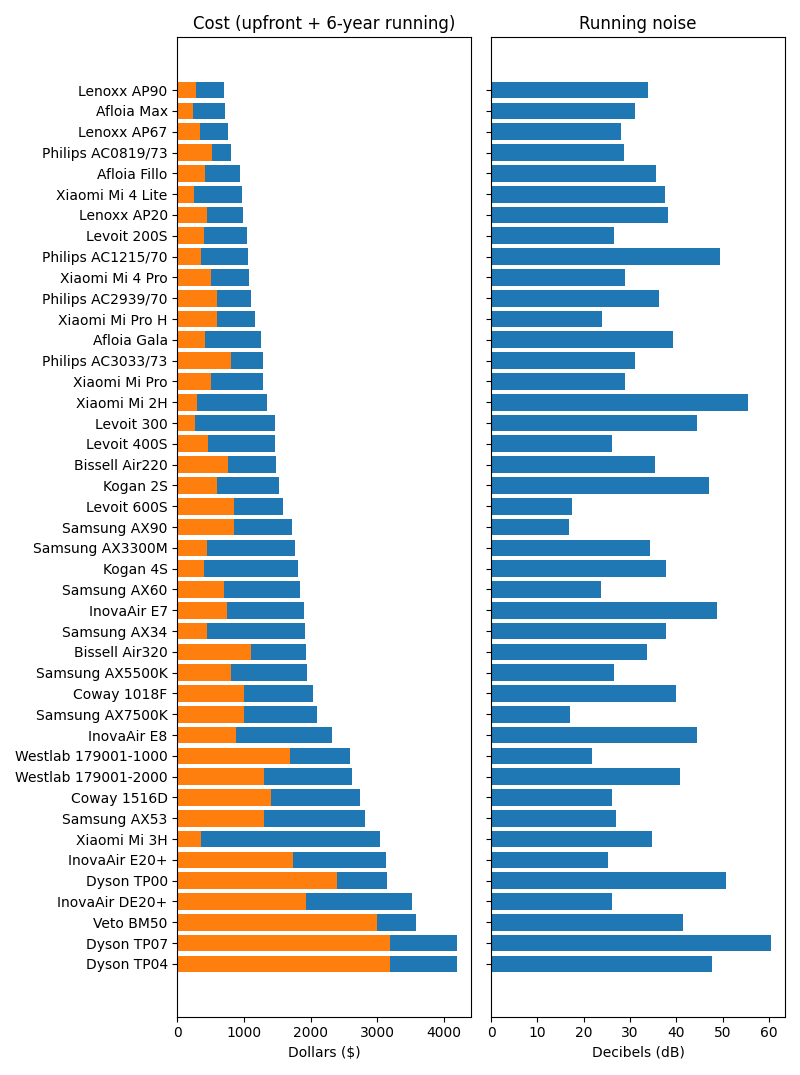 Cost (upfront + 6-year running)
Running noise
Lenoxx AP90
Afloia Max
Lenoxx AP67
Philips AC0819/73
Afloia Fillo
Xiaomi Mi 4 Lite
Lenoxx AP20
Levoit 200S
Philips AC1215/70
Xiaomi Mi 4 Pro
Philips AC2939/70
Xiaomi Mi Pro H
Afloia Gala
Philips AC3033/73
Xiaomi Mi Pro
Xiaomi Mi 2H
Levoit 300
Levoit 400S
Bissell Air220
Kogan 2S
Levoit 600S
Samsung AX90
Samsung AX3300M
Kogan 4S
Samsung AX60
InovaAir E7
Samsung AX34
Bissell Air320
Samsung AX5500K
Coway 1018F
Samsung AX7500K
InovaAir E8
Westlab 179001-1000
Westlab 179001-2000
Coway 1516D
Samsung AX53
Xiaomi Mi 3H
InovaAir E20+
Dyson TP00
InovaAir DE20+
Veto BM50
Dyson TP07
Dyson TP04
0 1000 2000 3000 4000
Dollars ($)
0 10 20 30 40 50 60
Decibels (dB)